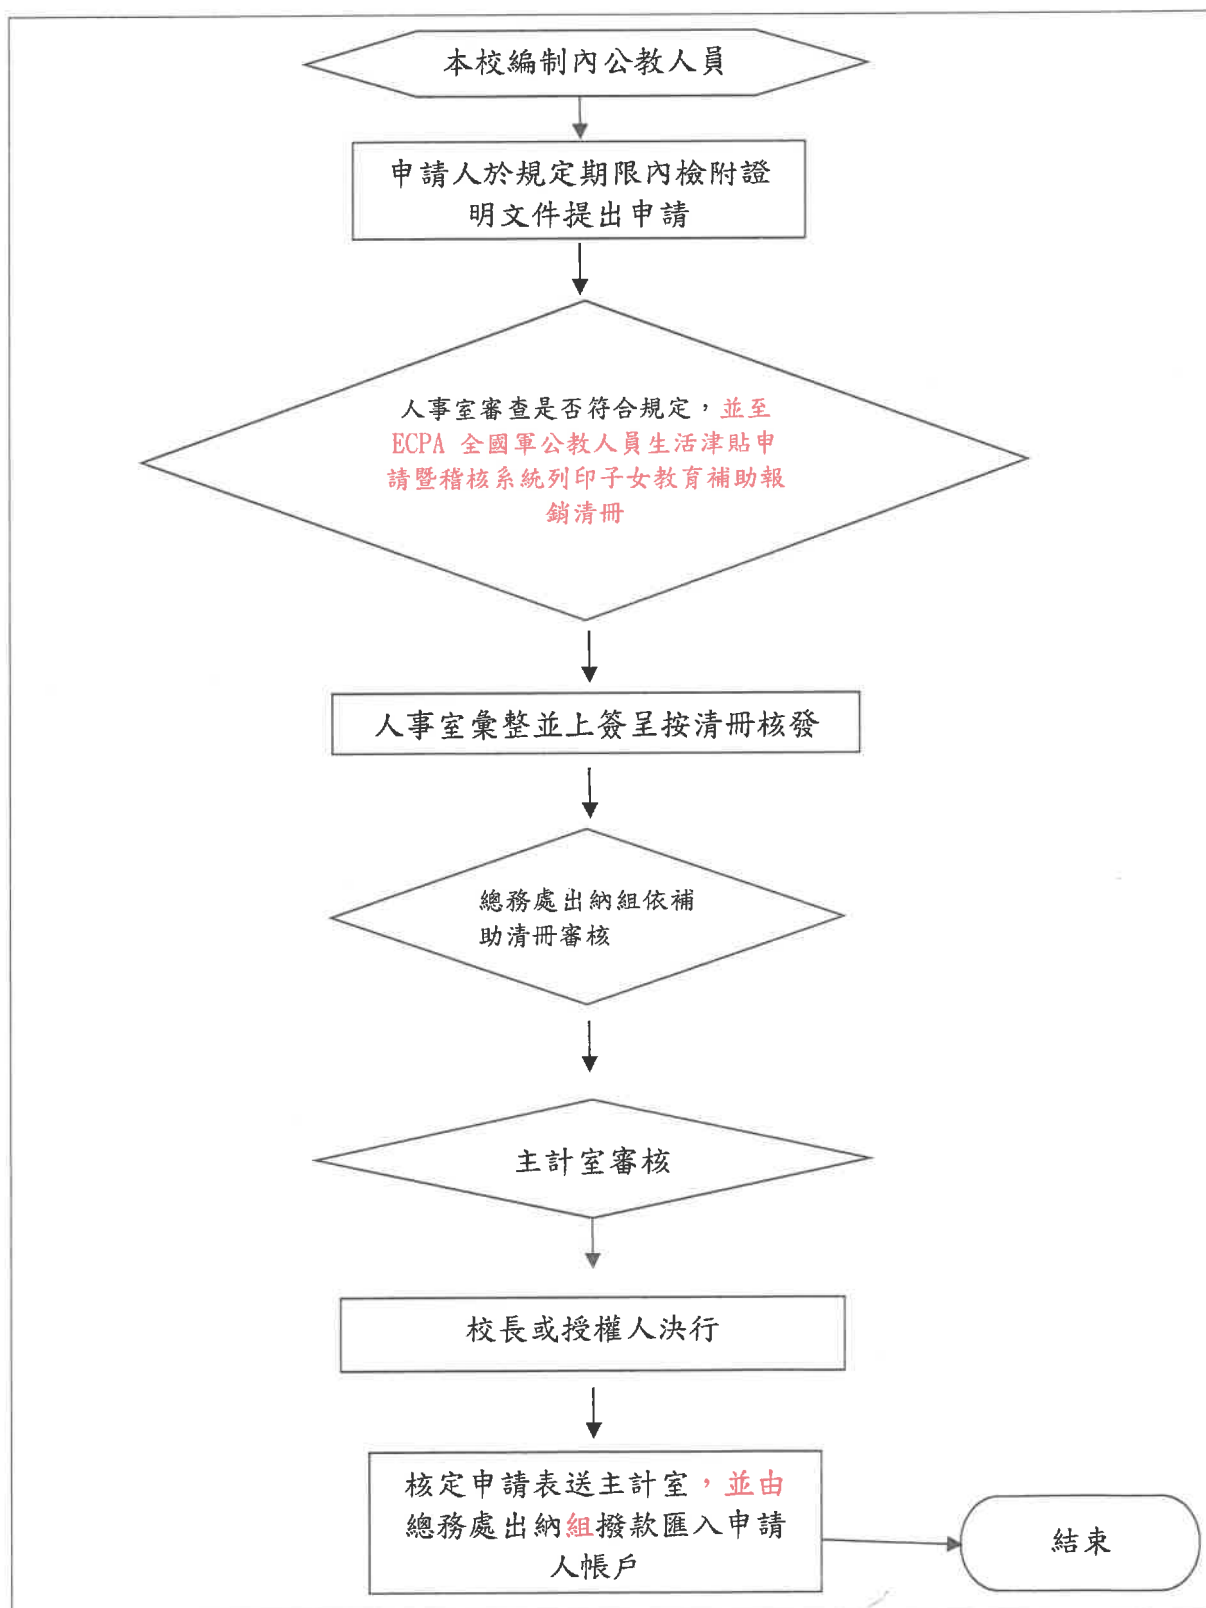 本校編制內公教人員
申請人於規定期限內檢附證
明文件提出申請
人事室審查是否符合規定，並至
ECPA 全國軍公教人員生活津貼申
請暨稽核系統列印子女教育補助報
銷清冊
人事室彙整並上簽呈按清冊核發
總務處出納組依補
助清冊審核
主計室審核
校長或授權人決行
核定申請表送主計室，並由
總務處出納組撥款匯入申請
人帳戶
結束